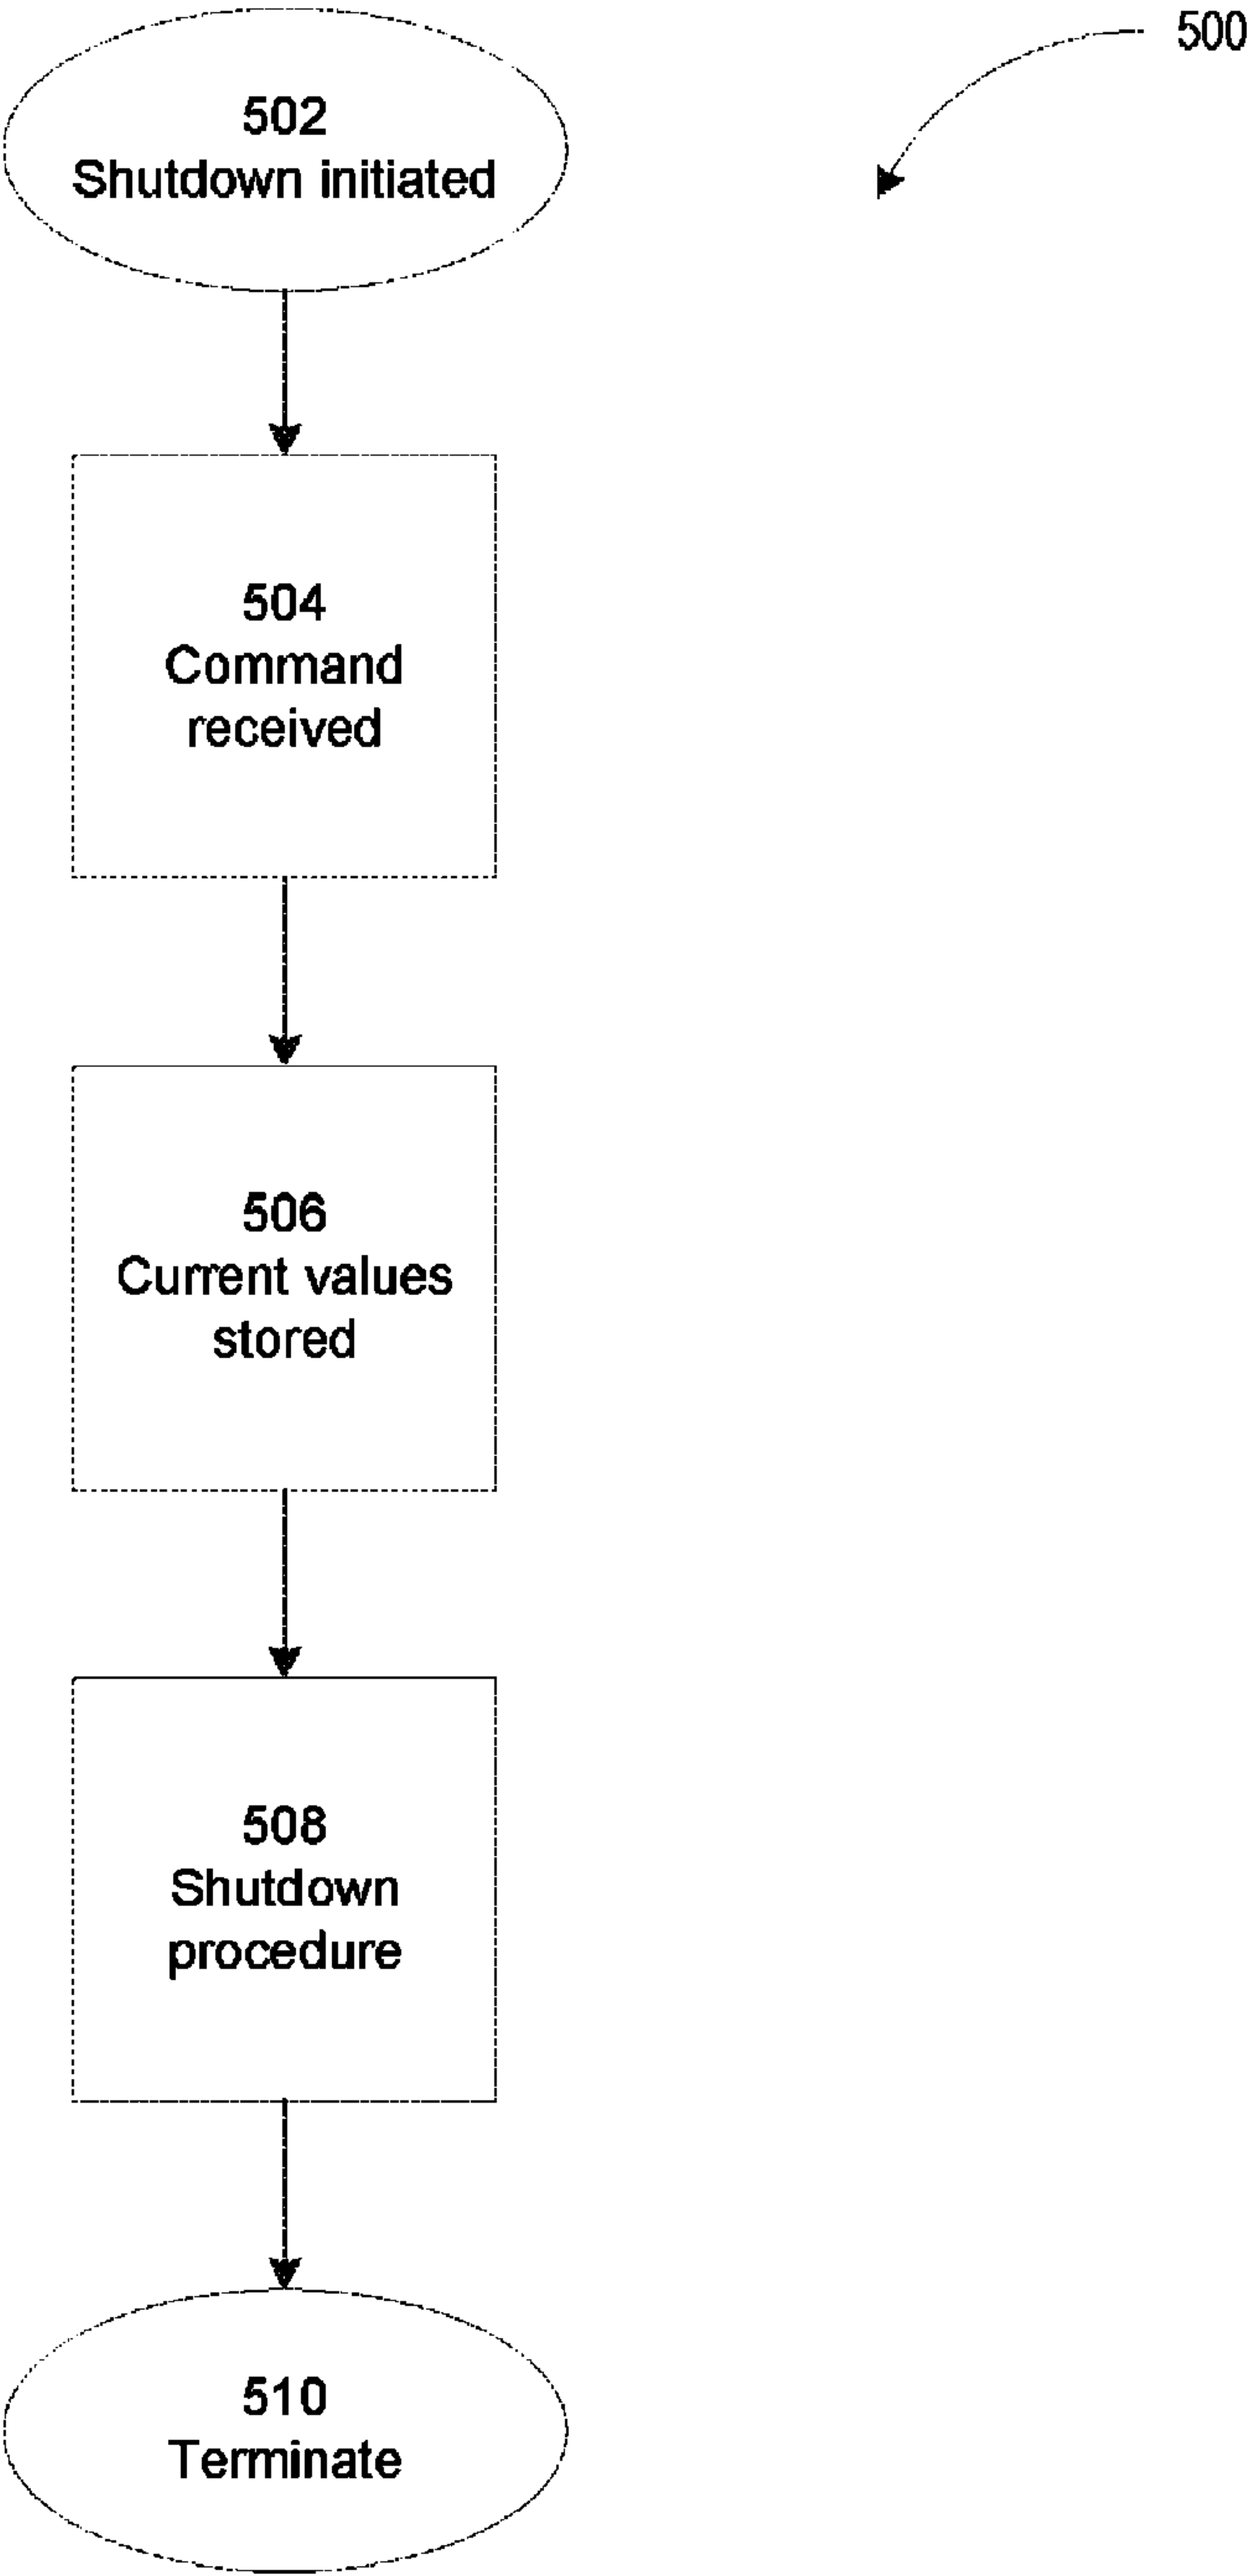 500
502
Shutdown initiated
504
Command
received
506
Current values
stored
508
Shutdown
procedure
510
Terminate